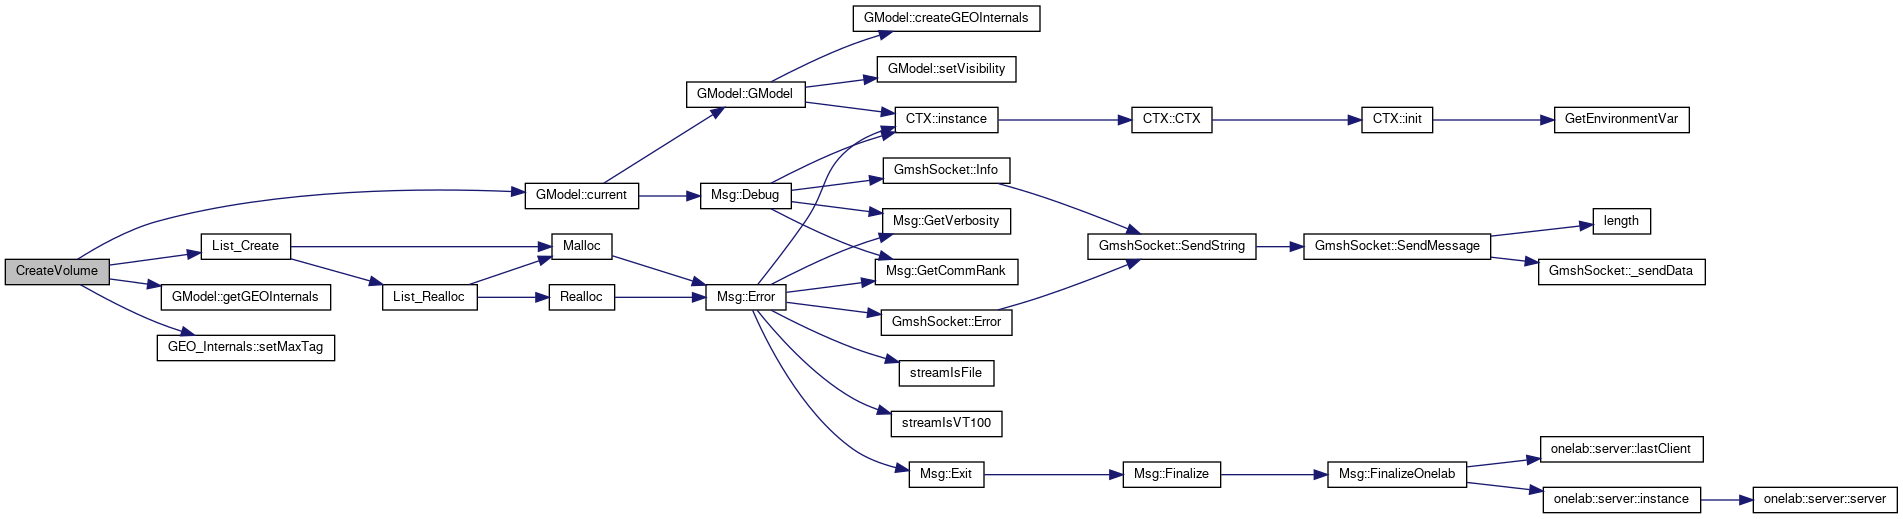 GModel::createGEOInternals
GModel::setVisibility
GModel::GModel
CTX::instance
CTX::CTX
CTX::init
GetEnvironmentVar
GmshSocket::Info
GModel::current
Msg::Debug
Msg::GetVerbosity
length
List_Create
Malloc
GmshSocket::SendString
GmshSocket::SendMessage
CreateVolume
Msg::GetCommRank
GmshSocket::_sendData
GModel::getGEOInternals
List_Realloc
Realloc
Msg::Error
GmshSocket::Error
GEO_Internals::setMaxTag
streamIsFile
streamIsVT100
onelab::server::lastClient
Msg::Exit
Msg::Finalize
Msg::FinalizeOnelab
onelab::server::instance
onelab::server::server